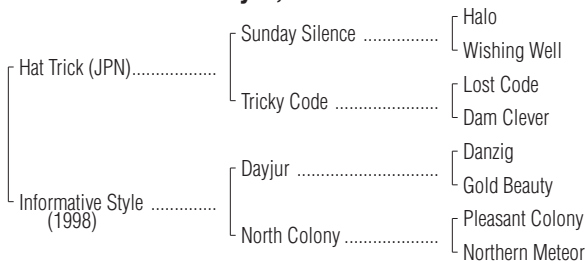 Halo
Sunday Silence ................
Wishing Well
Hat Trick (JPN)..................
Lost Code
Tricky Code ......................
Dam Clever
Danzig
Dayjur ..............................
Gold Beauty
Informative Style ..............
(1998)
Pleasant Colony
North Colony ....................
Northern Meteor